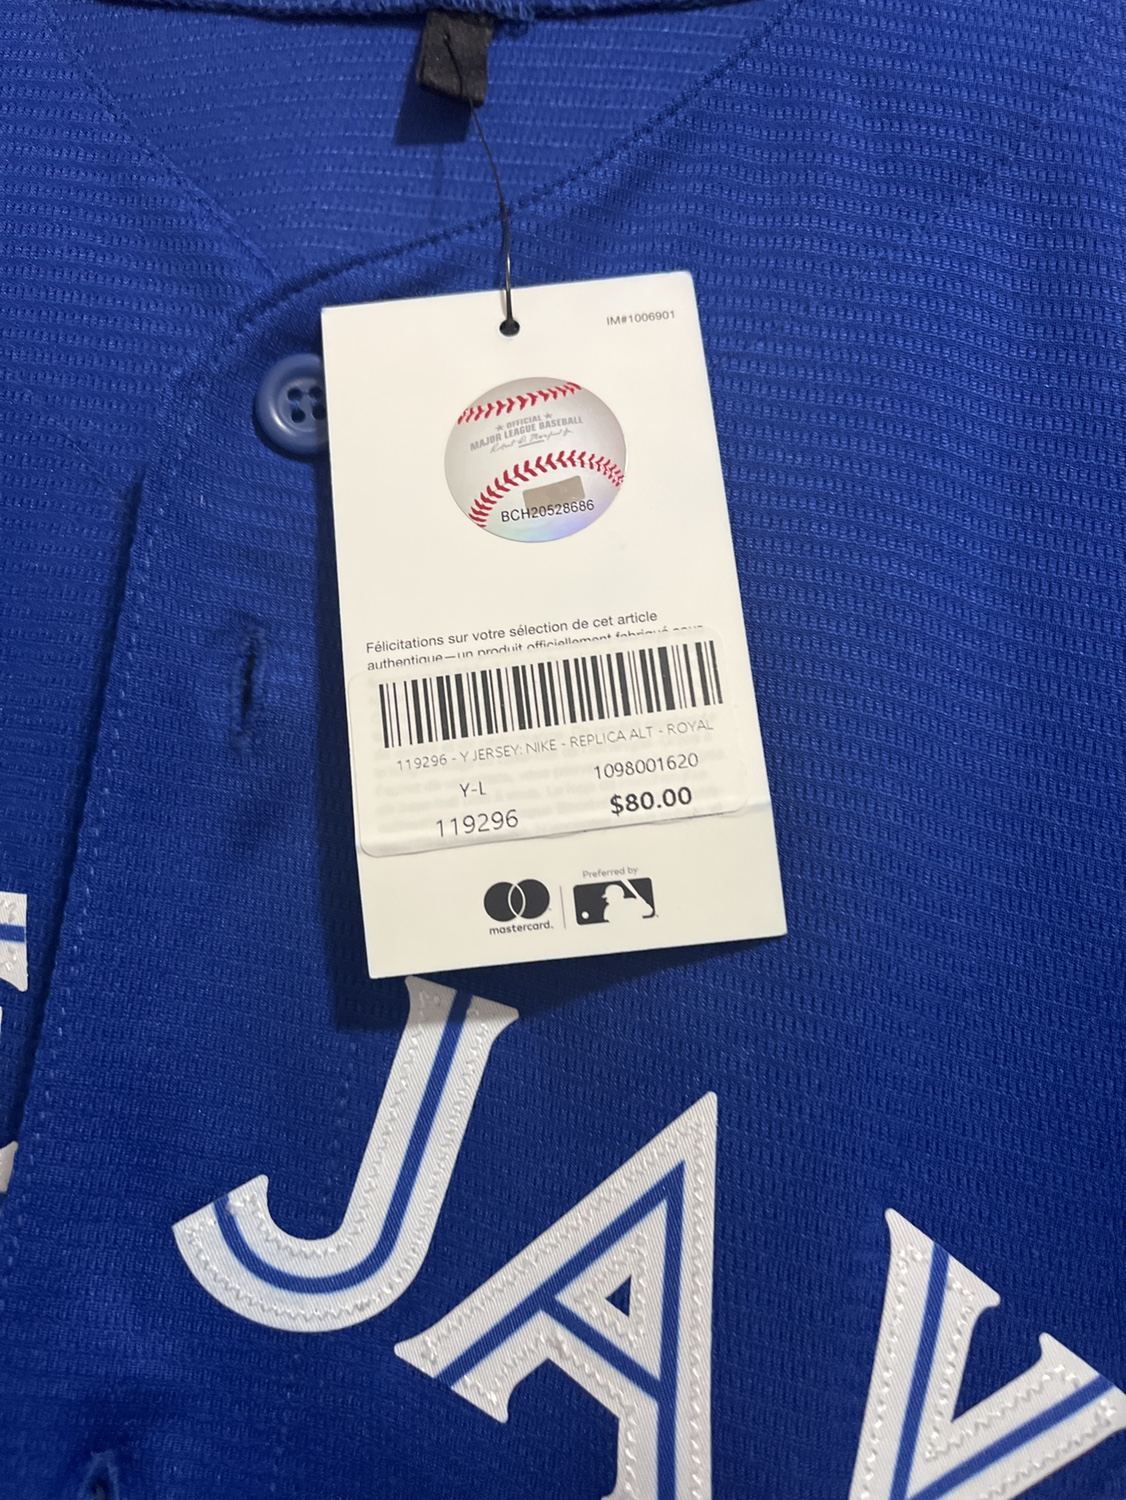 IM#1006901
OFFICIAL
MAJOR LEAGUE BASEBALL
BCH20528686
Félicitations sur votre sélection de cet article
authentique—un produit officiellement fabriqué sous
119296 - Y JERSEY: NIKE - REPLICA ALT - ROYAL
Y-L
1098001620
119296
$80.00
Preferred by
mastercard.
JAY